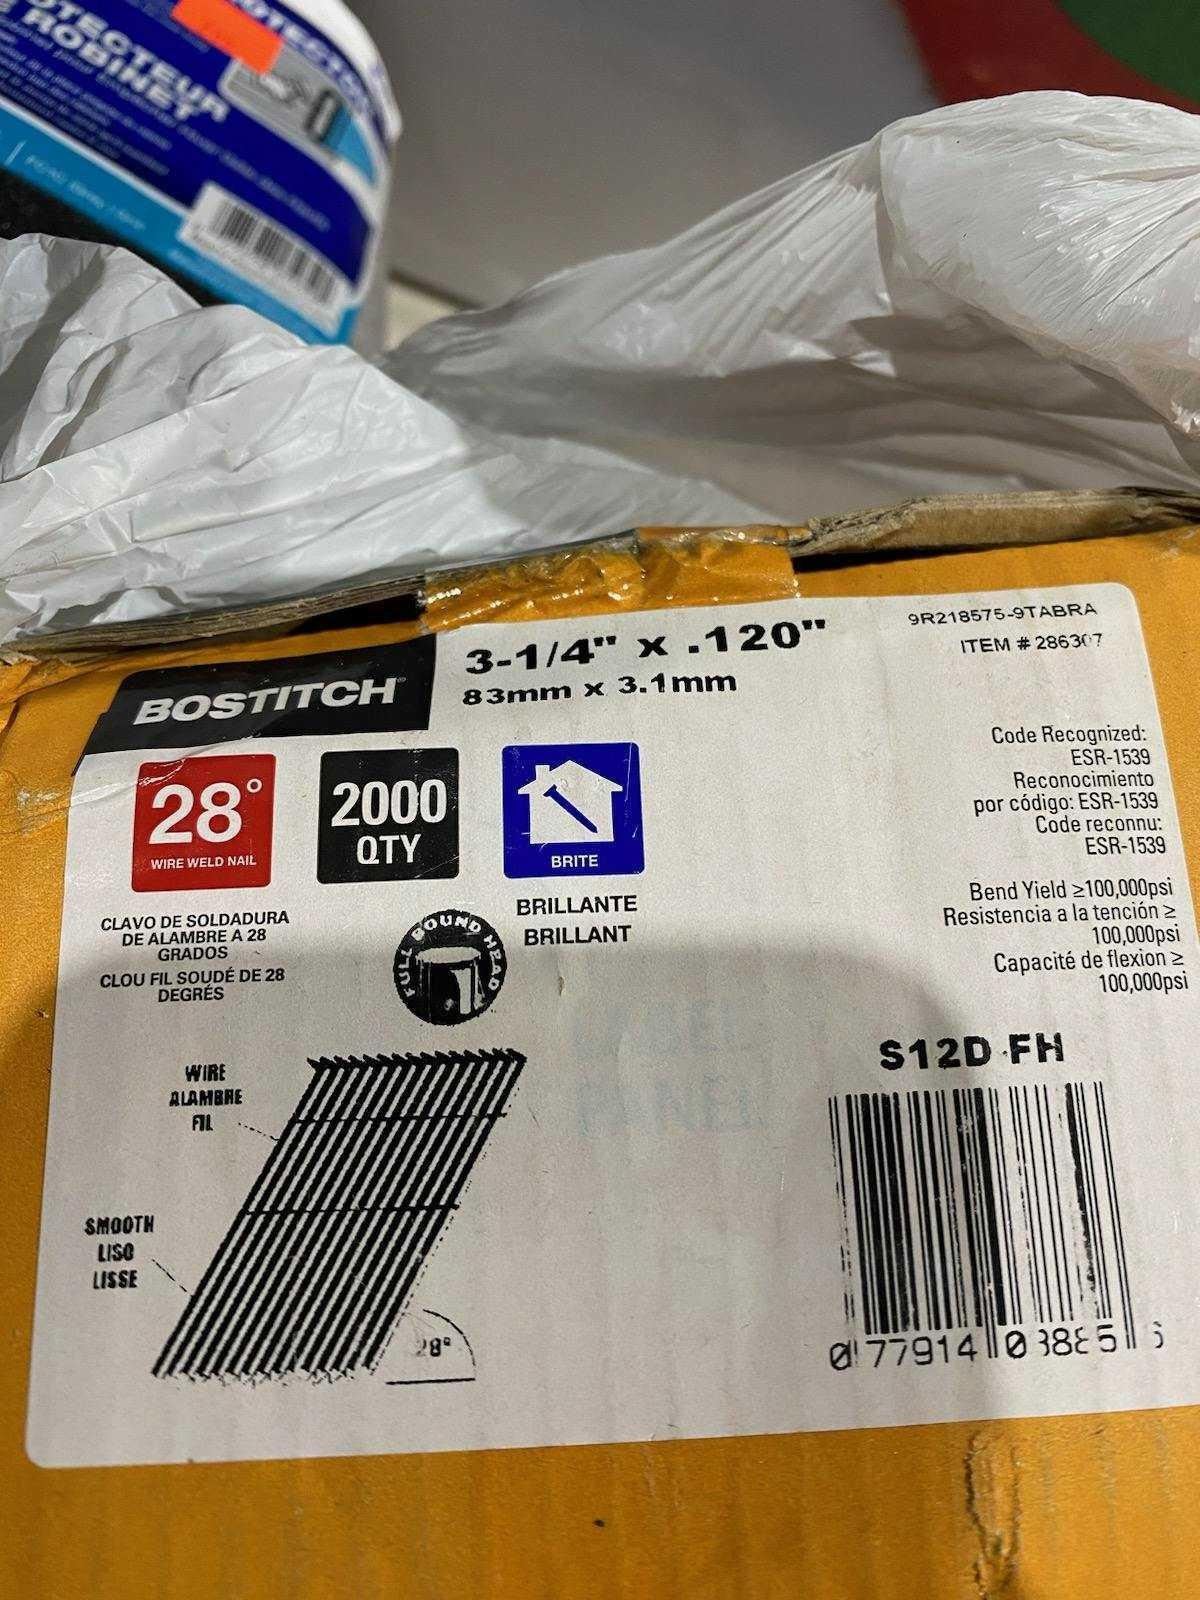 PROTECTEUR
ROBINET
BOSTITCH
3-1/4" x .120"
83mm x 3.1mm
9R218575-9TABRA
ITEM # 286307
28°
WIRE WELD NAIL
2000
QTY
BRITE
CLAVO DE SOLDADURA
DE ALAMBRE A 28
GRADOS
CLOU FIL SOUDÉ DE 28
DEGRÉS
BRILLANTE
BRILLANT
FULL ROUND HEAD
Code Recognized:
ESR-1539
Reconocimiento
por código: ESR-1539
Code reconnu:
ESR-1539
Bend Yield ≥100,000psi
Resistencia a la tención ≥
100,000psi
Capacité de flexion ≥
100,000psi
WIRE
ALAMBRE
FIL
SMOOTH
LISO
LISSE
28°
S12D FH
0 77914